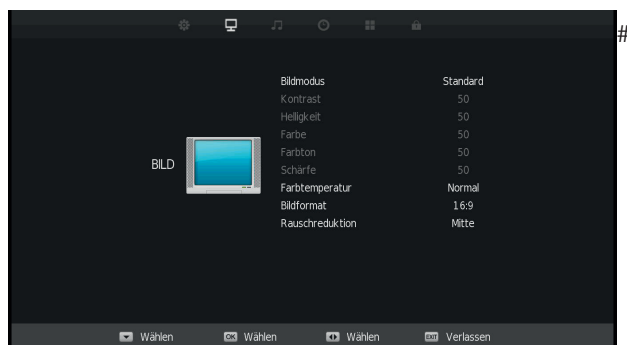 #
Bildmodus Standard
Kontrast 50
Helligkeit 50
Farbe 50
Farbton 50
BILD
Schärfe 50
Farbtemperatur Normal
Bildformat 16:9
Rauschreduktion Mitte
Wählen OK Wählen Wählen EXIT Verlassen